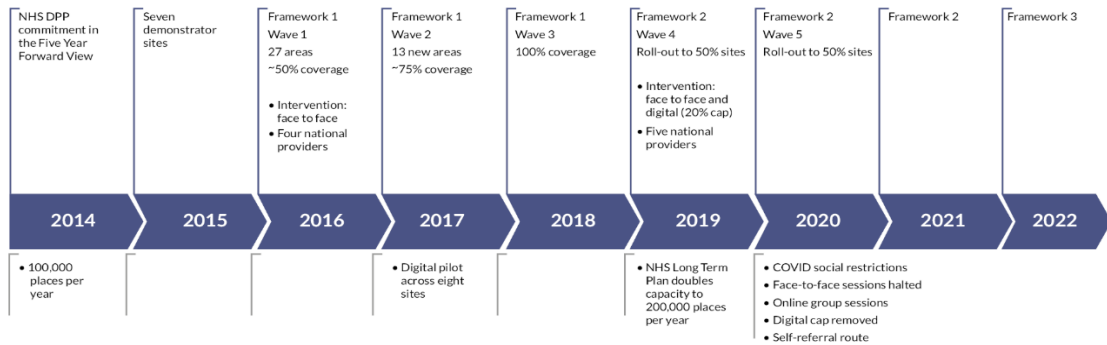 NHS DPP
commitment in
the Five Year
Forward View
Seven
demonstrator
sites
Framework 1
Wave 1
27 areas
~50% coverage
• Intervention:
face to face
• Four national
providers
Framework 1
Wave 2
13 new areas
~75% coverage
Framework 1
Wave 3
100% coverage
Framework 2
Wave 4
Roll-out to 50% sites
• Intervention:
face to face and
digital (20% cap)
• Five national
providers
Framework 2
Wave 5
Roll-out to 50% sites
Framework 2
Framework 3
2014
2015
2016
2017
2018
2019
2020
2021
2022
• 100,000
places per
year
• Digital pilot
across eight
sites
• NHS Long Term
Plan doubles
capacity to
200,000 places
per year
• COVID social restrictions
• Face-to-face sessions halted
• Online group sessions
• Digital cap removed
• Self-referral route